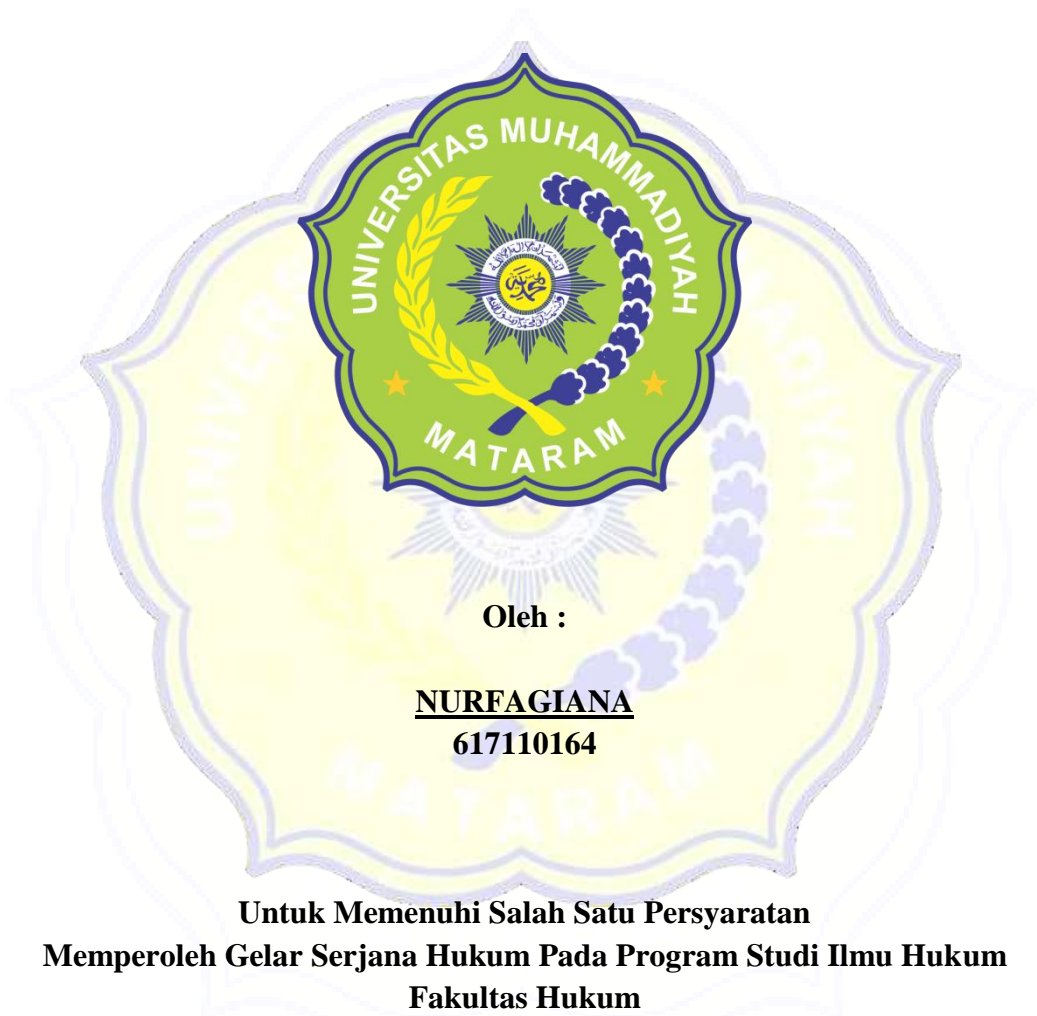 UNIVERSITAS MUHAMMADIYAH
MATARAM
Oleh :
NURFAGIANA
617110164
Untuk Memenuhi Salah Satu Persyaratan
Memperoleh Gelar Serjana Hukum Pada Program Studi Ilmu Hukum
Fakultas Hukum